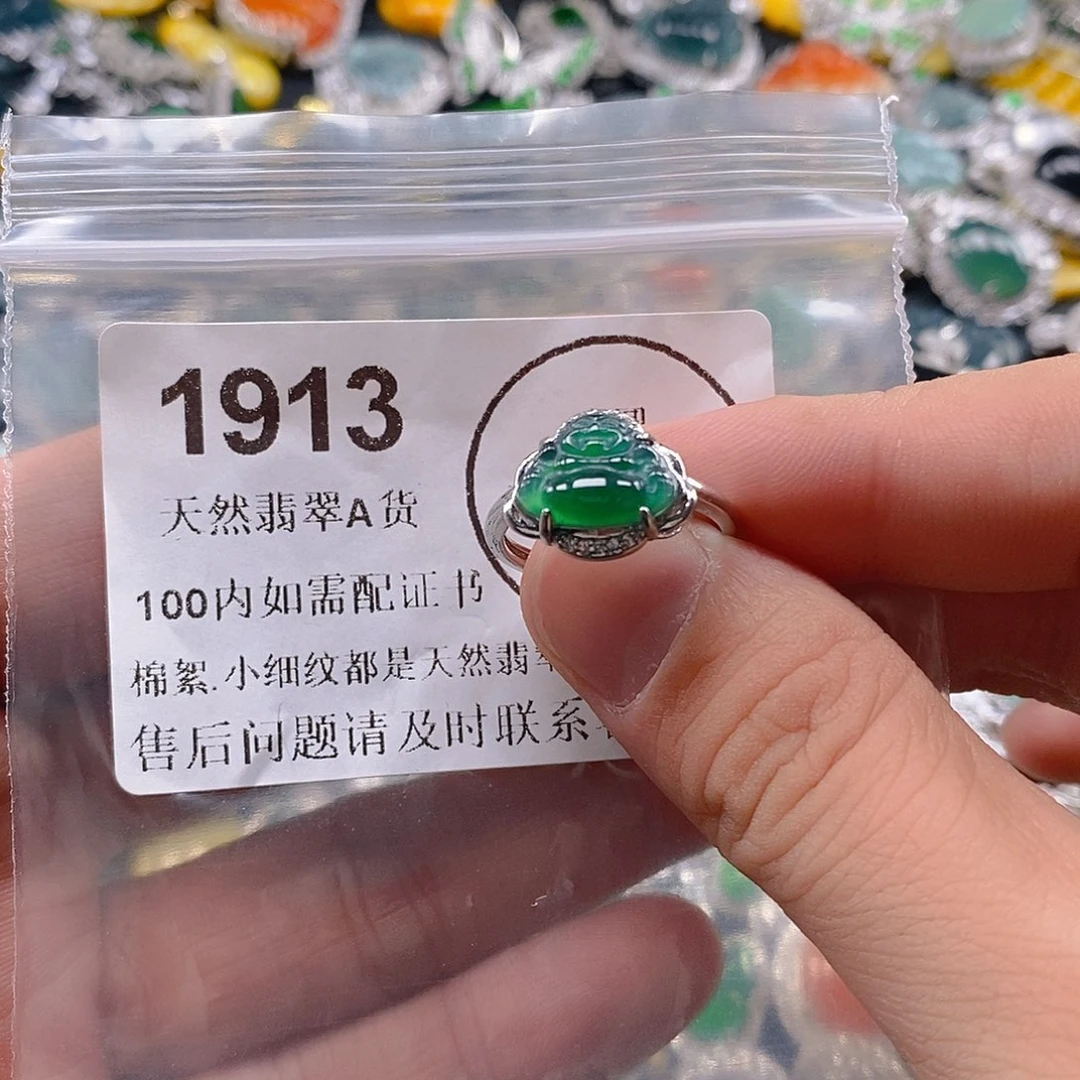 1913
天然翡翠A货
100内如需配证书
棉絮.小细纹都是天然翡翠
售后问题请及时联系